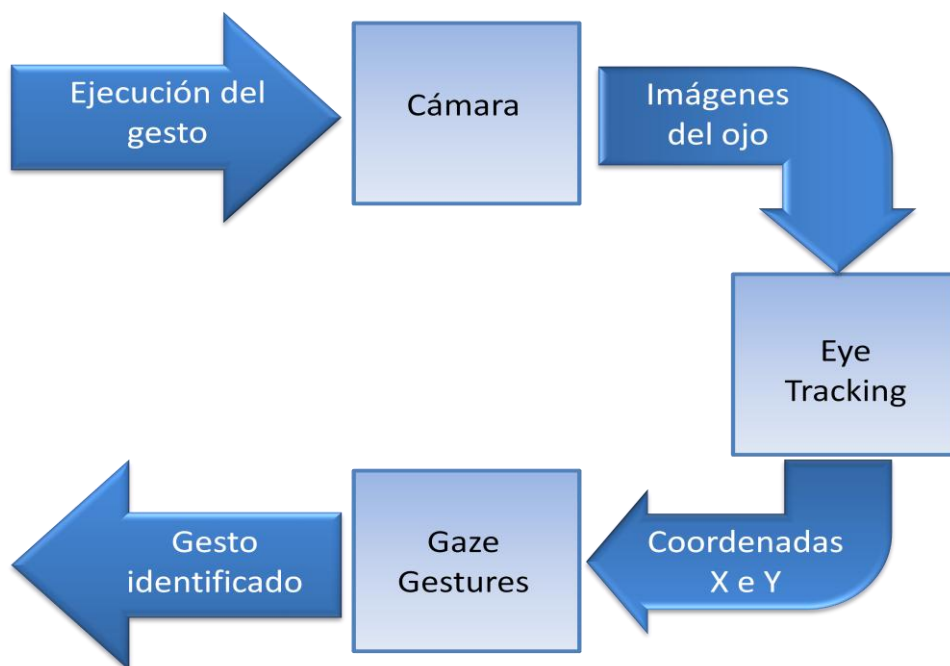 Ejecución del
gesto
Cámara
Imágenes
del ojo
Eye
Tracking
Coordenadas
X e Y
Gaze
Gestures
Gesto
identificado